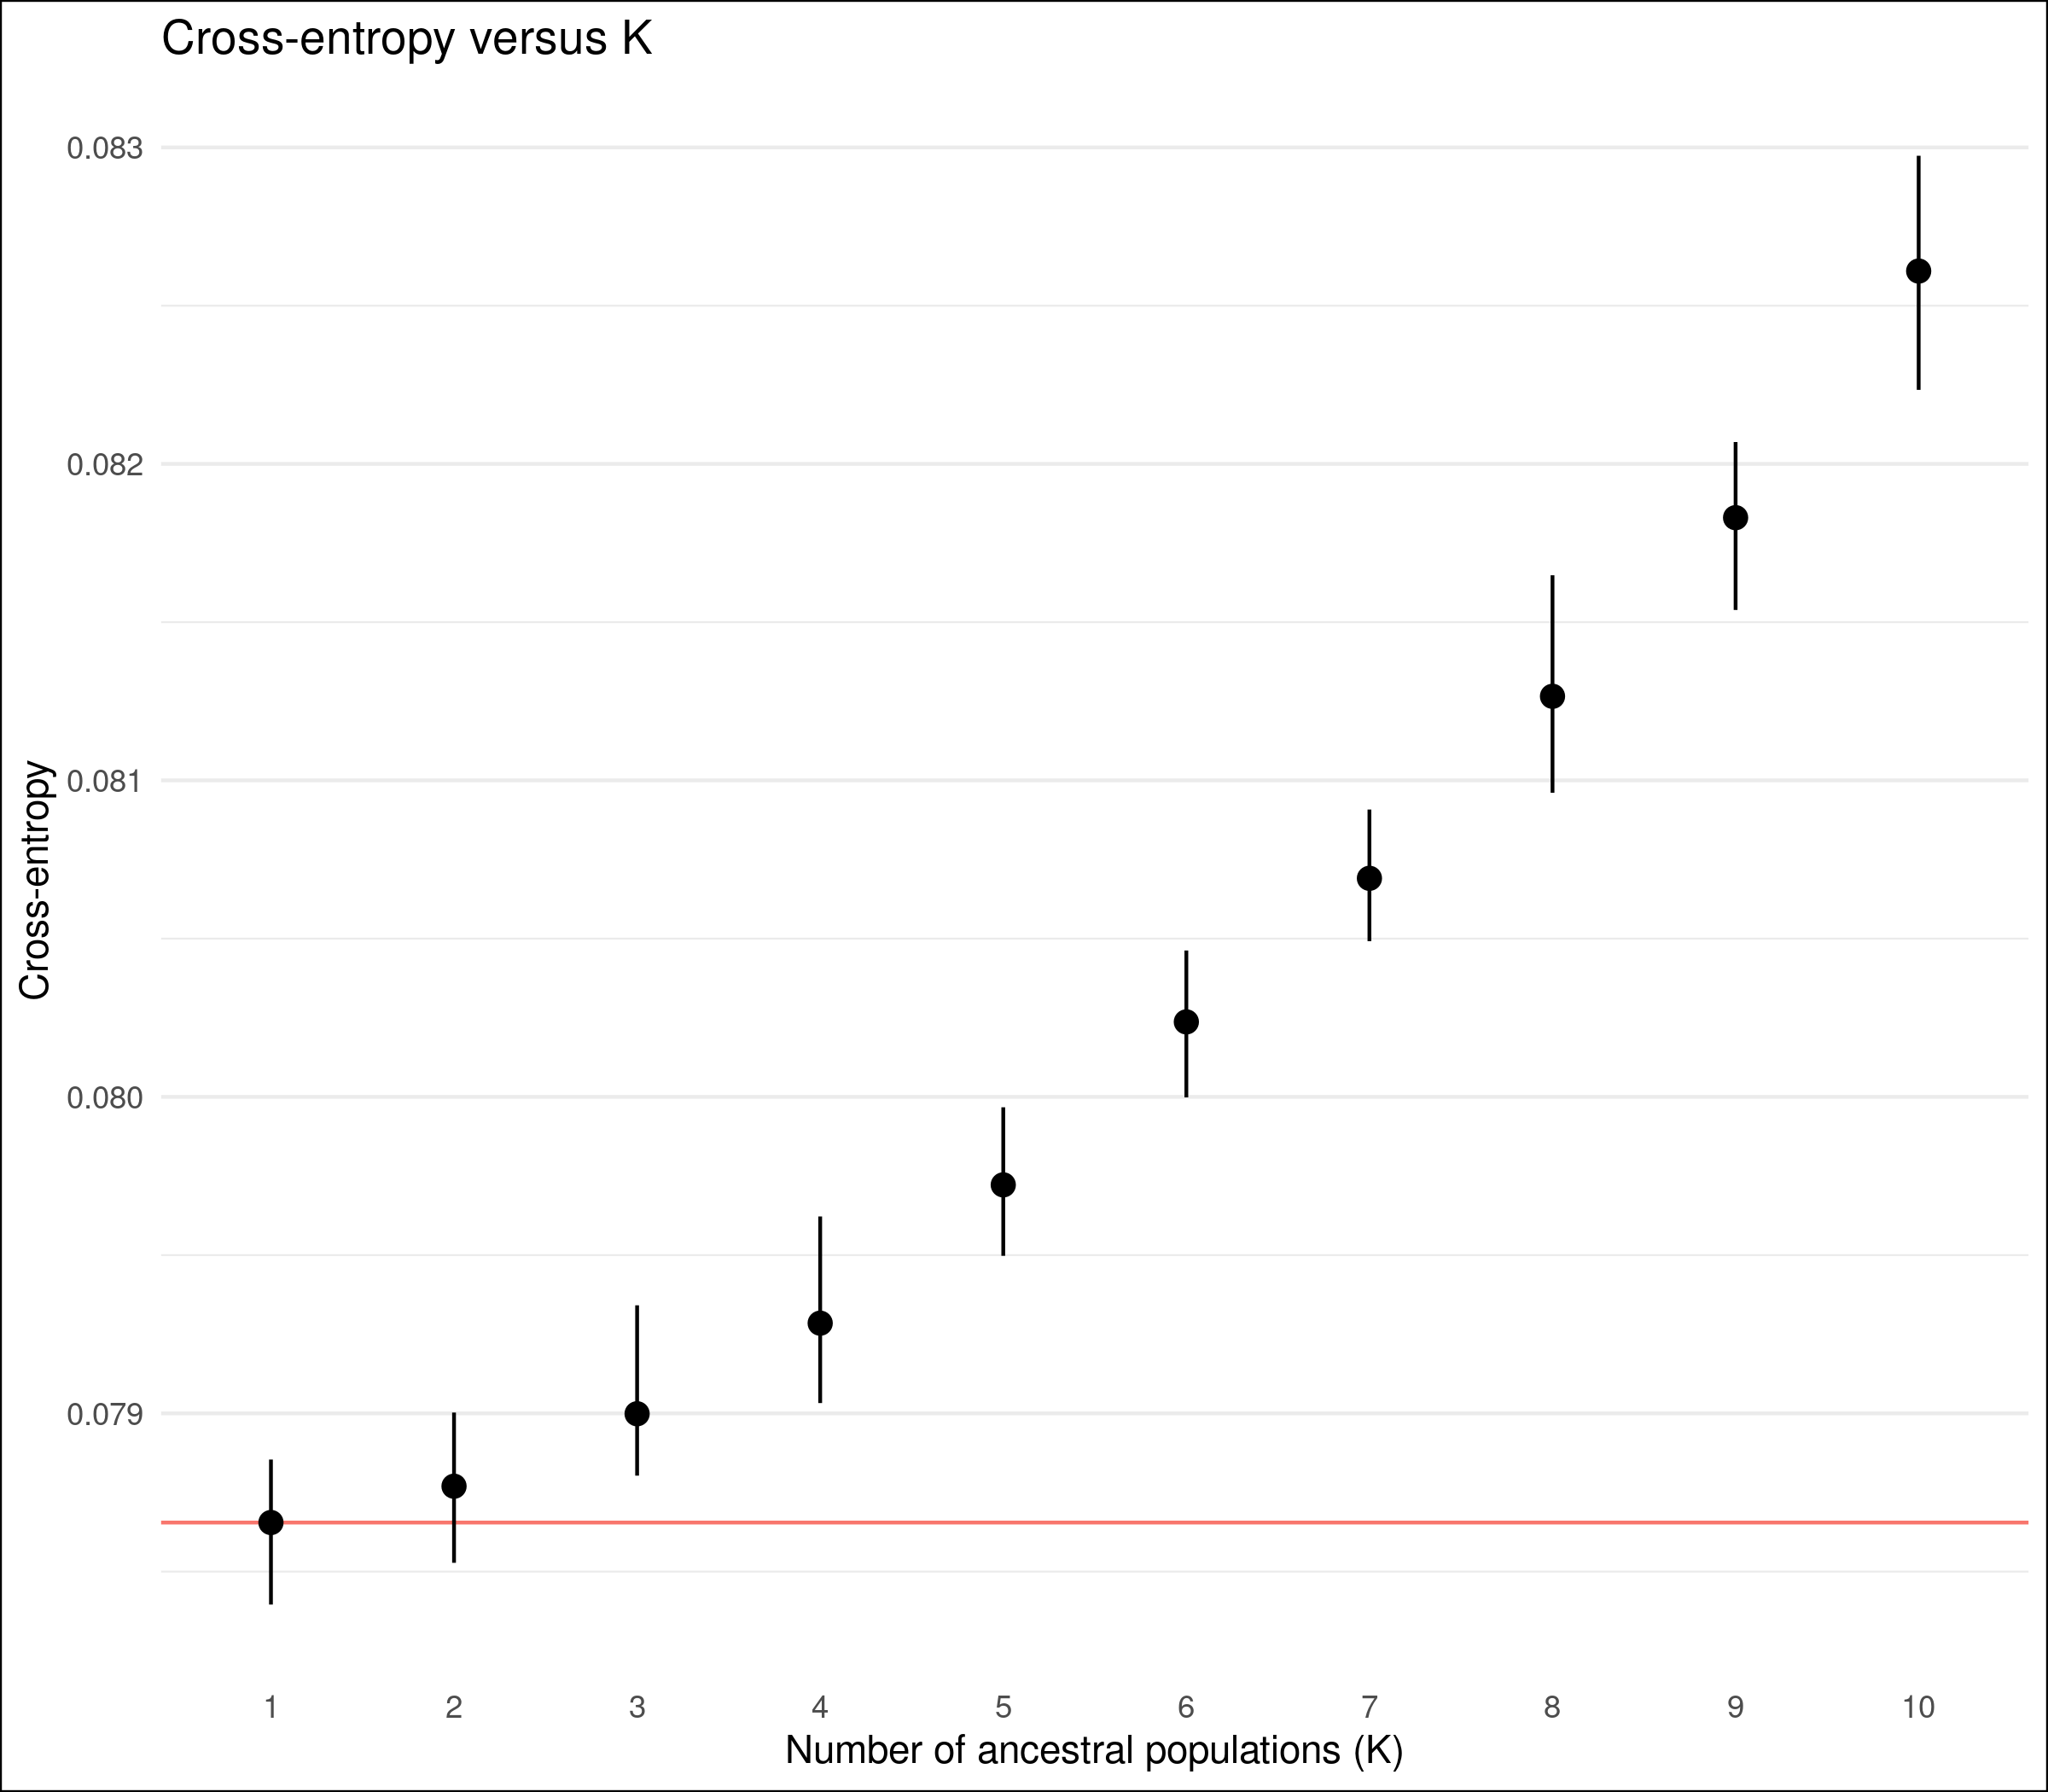 Cross-entropy versus K
0.083
0.082
0.081
0.080
0.079
Cross-entropy
1 2 3 4 5 6 7 8 9 10
Number of ancestral populations (K)